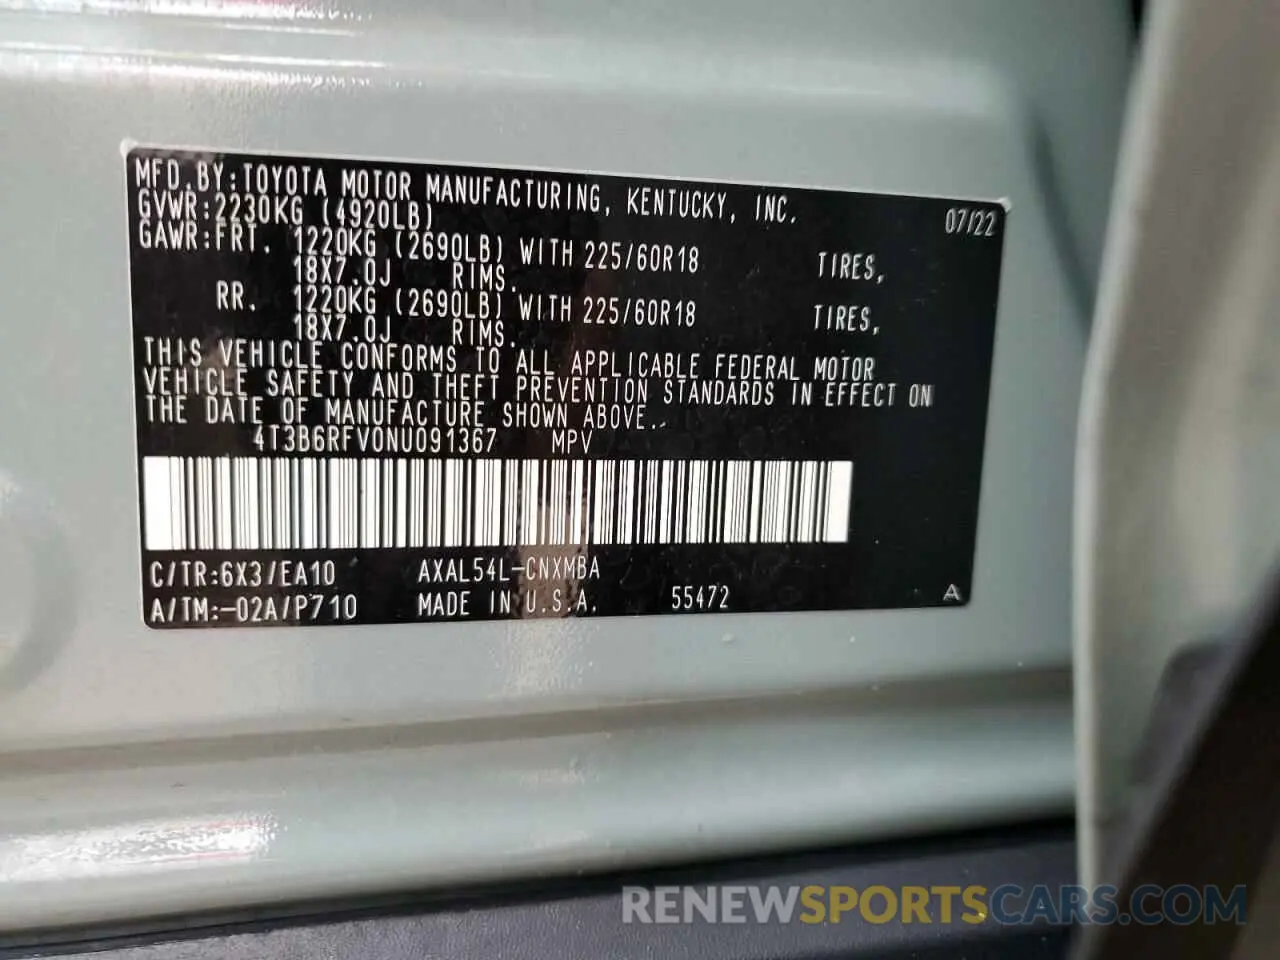 MFD.BY:TOYOTA MOTOR MANUFACTURING, KENTUCKY, INC.
GVWR:2230KG (4920LB) 07/22
GAWR:FRT. 1220KG (2690LB) WITH 225/60R18 TIRES,
18X7.0J RIMS.
RR. 1220KG (2690LB) WITH 225/60R18 TIRES,
18X7.0J RIMS.
THIS VEHICLE CONFORMS TO ALL APPLICABLE FEDERAL MOTOR
VEHICLE SAFETY AND THEFT PREVENTION STANDARDS IN EFFECT ON
THE DATE OF MANUFACTURE SHOWN ABOVE.
4T3B6RFV0NU091367 MPV
C/TR:6X3/EA10 AXAL54L-CNXMBA
A/TM:-02A/P710 MADE IN U.S.A. 55472 A
RENEWSPORTSCARS.COM